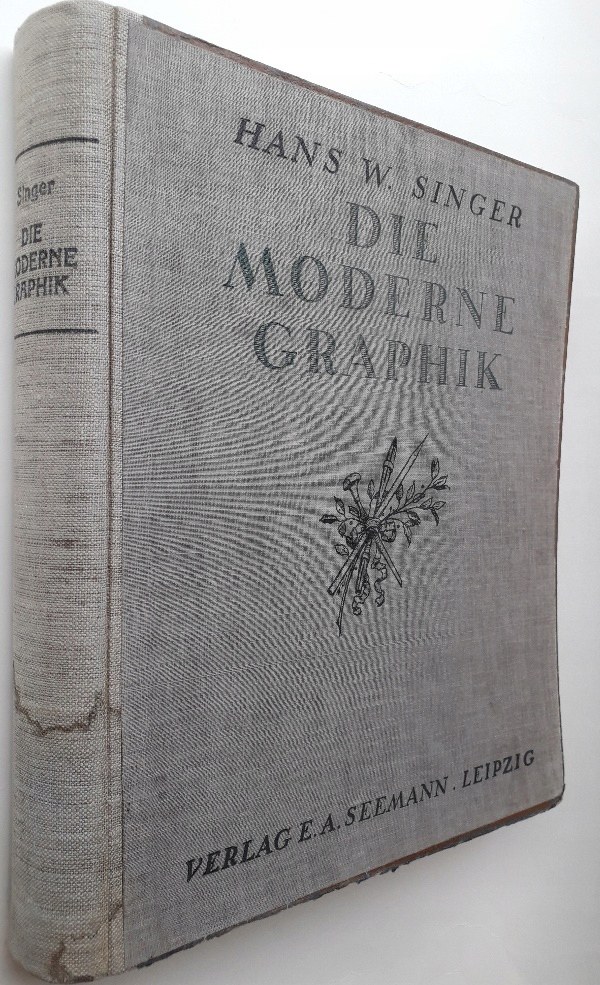 Singer
DIE
MODERNE
GRAPHIK
HANS W. SINGER
DIE
MODERNE
GRAPHIK
VERLAG E.A. SEEMANN . LEIPZIG